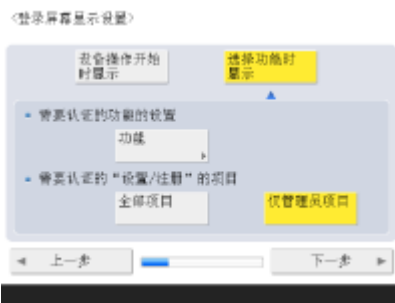 <登录屏幕显示设置>
设备操作开始
时显示
选择功能时
显示
需要认证的功能的设置
功能
需要认证的“设置/注册”的项目
全部项目
仅管理员项目
上一步
下一步